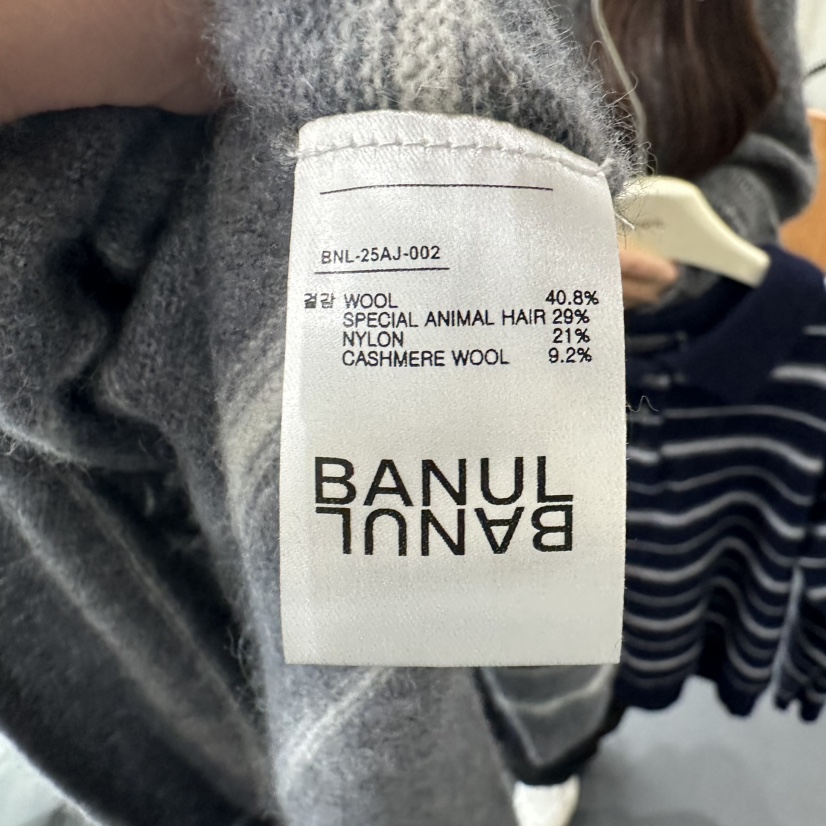 BNL-25AJ-002
겉감 WOOL 40.8%
SPECIAL ANIMAL HAIR 29%
NYLON 21%
CASHMERE WOOL 9.2%
BANUL
BANUL